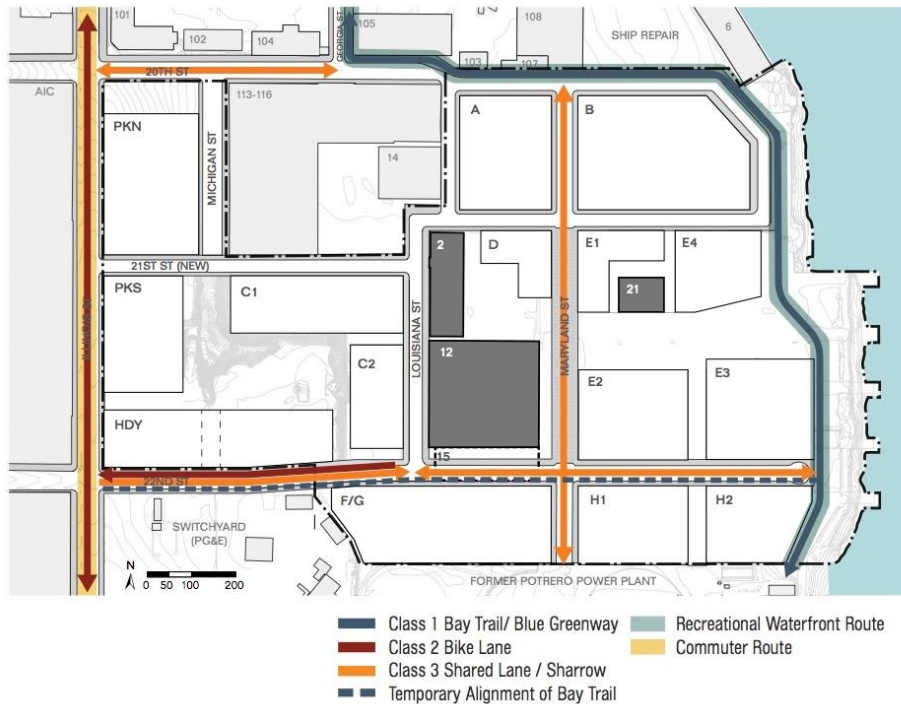 101
102
104
GEORGIA ST
105
103
107
108
SHIP REPAIR
6
20TH ST
AIC
PKN
MICHIGAN ST
113-116
14
A
B
21ST ST (NEW)
PKS
C1
C2
HDY
ILLINOIS ST
LOUISIANA ST
2
D
12
15
MARYLAND ST
E1
E4
21
E2
E3
22ND ST
SWITCHYARD
(PG&E)
F/G
H1
H2
N
0 50 100 200
FORMER POTRERO POWER PLANT
Class 1 Bay Trail/ Blue Greenway
Class 2 Bike Lane
Class 3 Shared Lane / Sharrow
Temporary Alignment of Bay Trail
Recreational Waterfront Route
Commuter Route